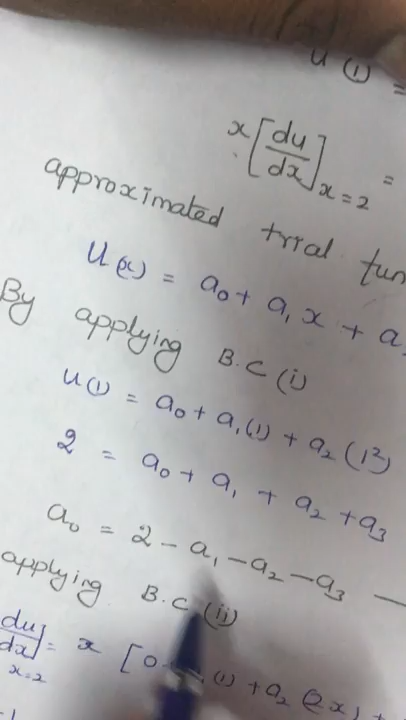 u(1) =
x[du/dx]x=2 =
approximated trial fun
U(x) = a₀ + a₁x + a
By applying B.C (i)
u(1) = a₀ + a₁(1) + a₂(1²)
2 = a₀ + a₁ + a₂ + a₃
a₀ = 2 - a₁ - a₂ - a₃ —
applying B.C (ii)
du/dx]x=2 = x [0 (1) + a₂(2x) +